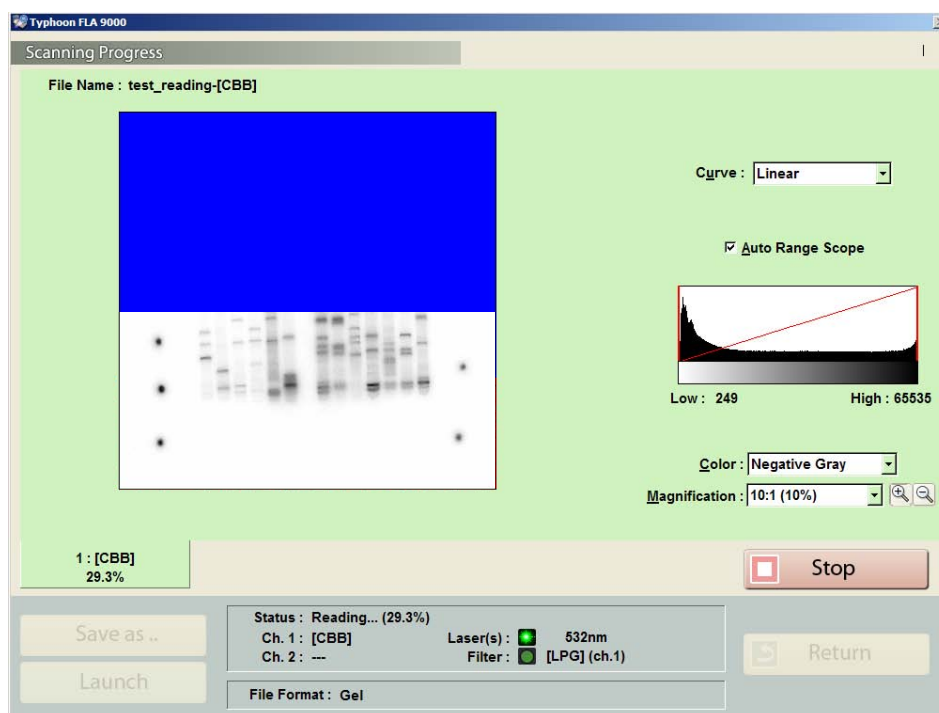 Typhoon FLA 9000
Scanning Progress
File Name : test_reading-[CBB]
Curve : Linear
Auto Range Scope
Low : 249 High : 65535
Color : Negative Gray
Magnification : 10:1 (10%)
1 : [CBB]
29.3%
Stop
Save as ..
Launch
Status : Reading... (29.3%)
Ch. 1 : [CBB] Laser(s) : 532nm
Ch. 2 : --- Filter : [LPG] (ch.1)
File Format : Gel
Return